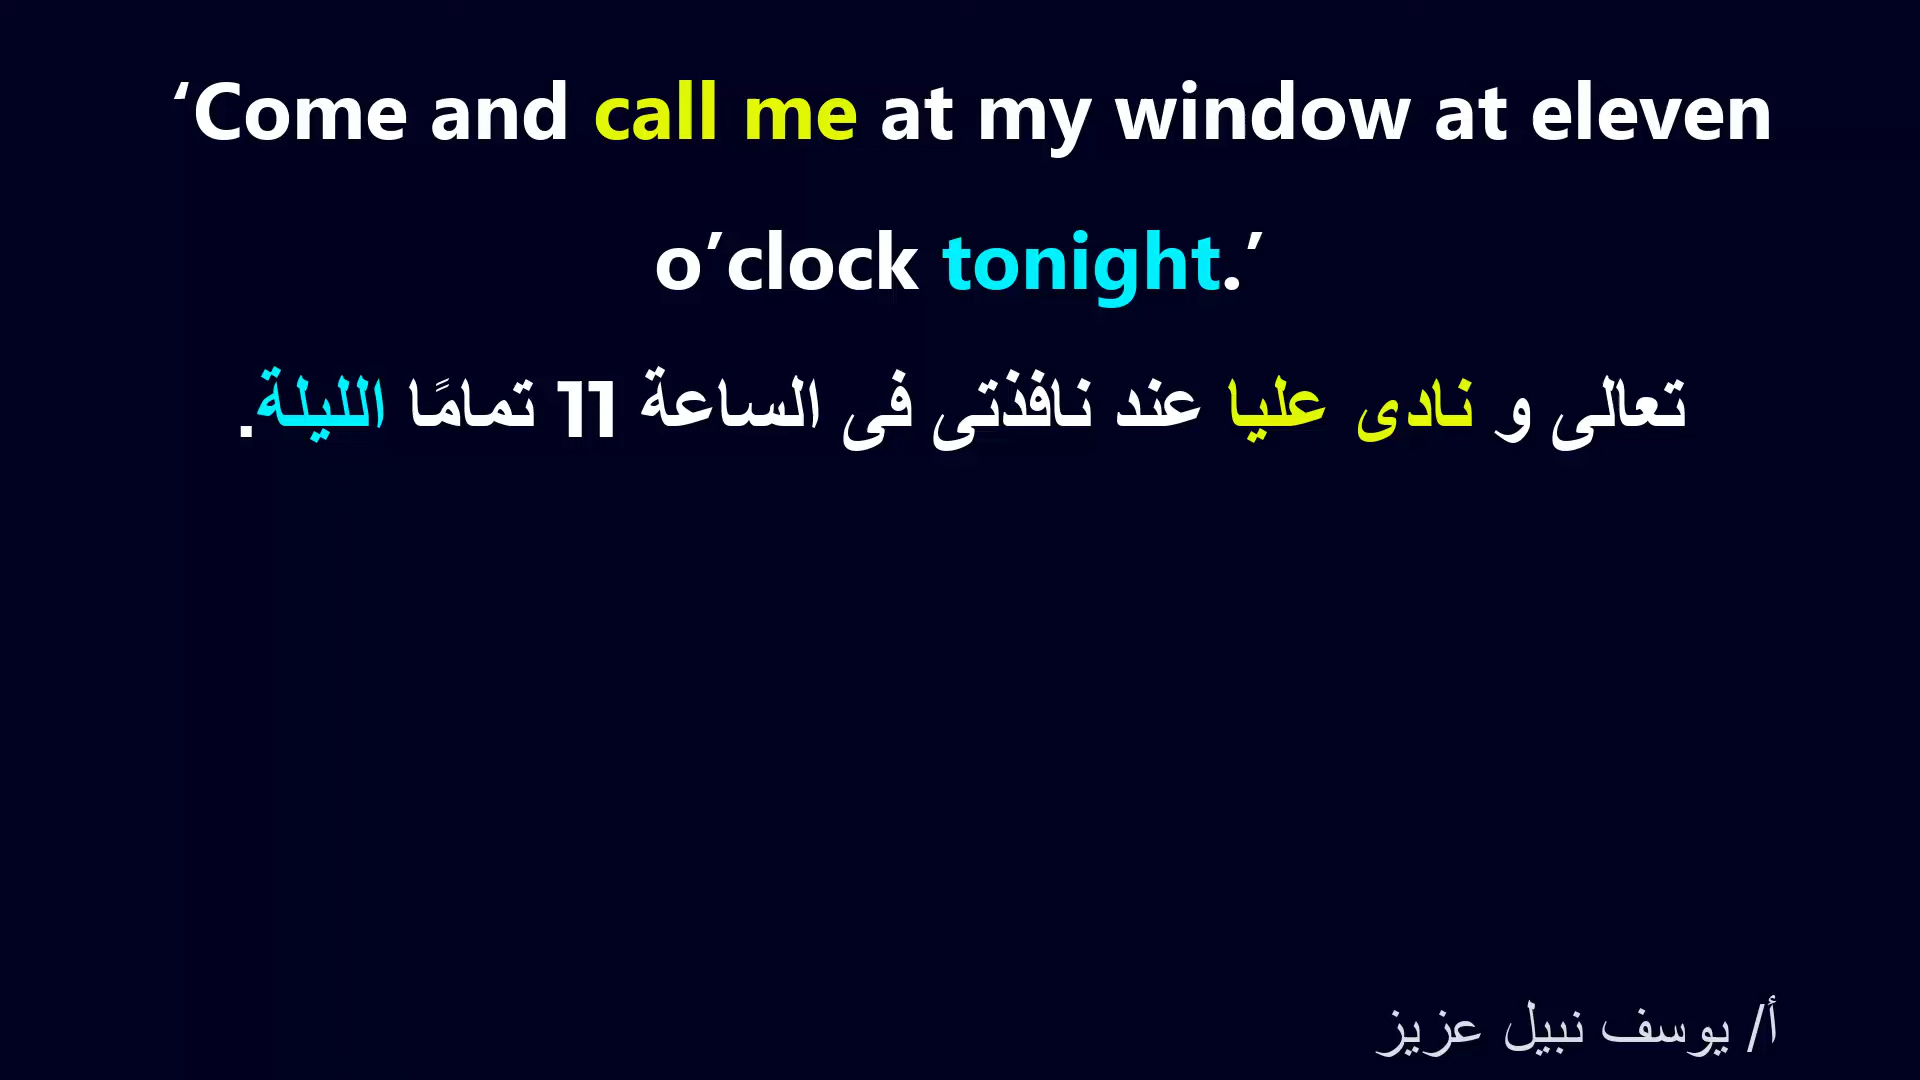 ‘Come and call me at my window at eleven
o’clock tonight.’
تعالى و نادى عليا عند نافذتى فى الساعة 11 تمامًا الليلة.
أ/ يوسف نبيل عزيز